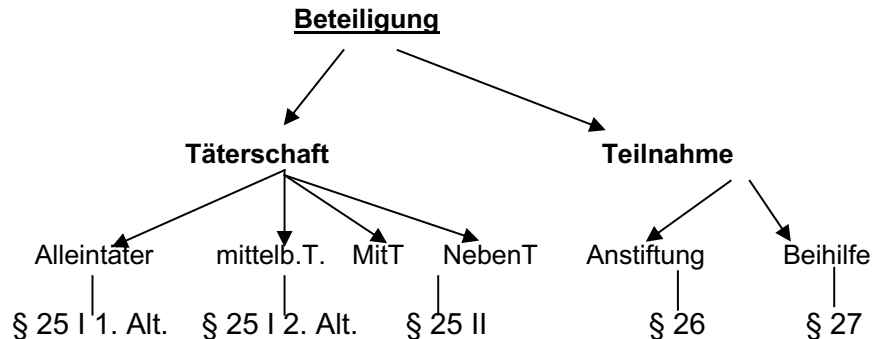 Beteiligung
Täterschaft Teilnahme
Alleintäter mittelb.T. MitT NebenT Anstiftung Beihilfe
§ 25 I 1. Alt. § 25 I 2. Alt. § 25 II § 26 § 27